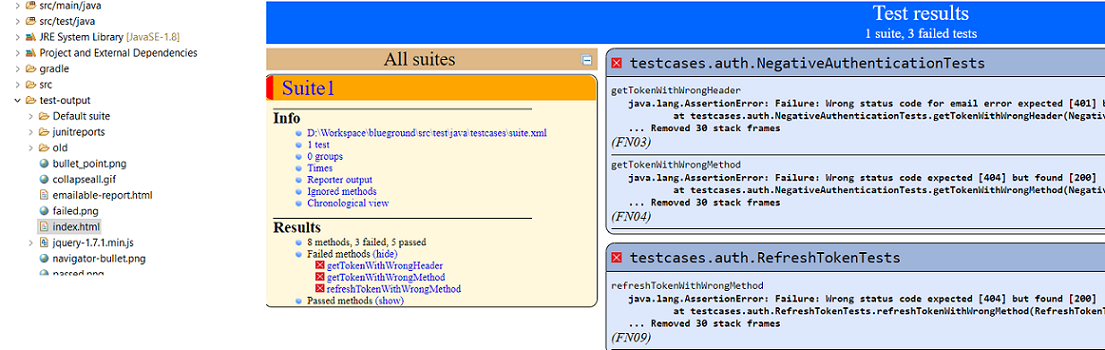 src/main/java
src/test/java
JRE System Library [JavaSE-1.8]
Project and External Dependencies
gradle
src
test-output
Default suite
junitreports
old
bullet_point.png
collapseall.gif
emailable-report.html
failed.png
index.html
jquery-1.7.1.min.js
navigator-bullet.png
passed.png
Test results
1 suite, 3 failed tests
All suites
Suite1
Info
D:\Workspace\blueground\src\test\java\testcases\suite.xml
1 test
0 groups
Times
Reporter output
Ignored methods
Chronological view
Results
8 methods, 3 failed, 5 passed
Failed methods (hide)
getTokenWithWrongHeader
getTokenWithWrongMethod
refreshTokenWithWrongMethod
Passed methods (show)
testcases.auth.NegativeAuthenticationTests
getTokenWithWrongHeader
java.lang.AssertionError: Failure: Wrong status code for email error expected [401] b
at testcases.auth.NegativeAuthenticationTests.getTokenWithWrongHeader(Negativ
... Removed 30 stack frames
(FN03)
getTokenWithWrongMethod
java.lang.AssertionError: Failure: Wrong status code expected [404] but found [200]
at testcases.auth.NegativeAuthenticationTests.getTokenWithWrongMethod(Negativ
... Removed 30 stack frames
(FN04)
testcases.auth.RefreshTokenTests
refreshTokenWithWrongMethod
java.lang.AssertionError: Failure: Wrong status code expected [404] but found [200]
at testcases.auth.RefreshTokenTests.refreshTokenWithWrongMethod(RefreshTokenT
... Removed 30 stack frames
(FN09)